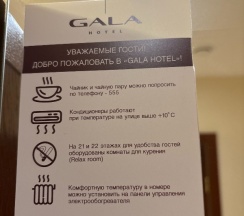 GALA
HOTEL
УВАЖАЕМЫЕ ГОСТИ
ДОБРО ПОЖАЛОВАТЬ В «GALA HOTEL»!
Чайник и чайную пару можно попросить
по телефону - 555
Кондиционеры работает
при температуре на улице выше +10°C
На 21 и 22 этажах для удобства гостей
оборудованы комнаты для курения
(Relax room)
Комфортную температуру в номере
можно установить на панели управления
электрообогревателя